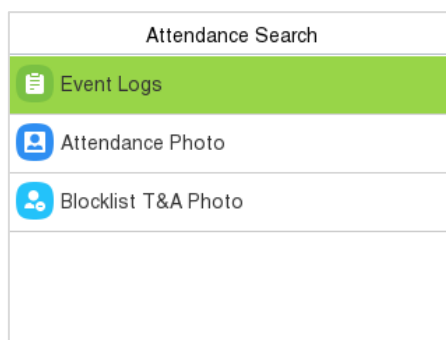 Attendance Search
Event Logs
Attendance Photo
Blocklist T&A Photo